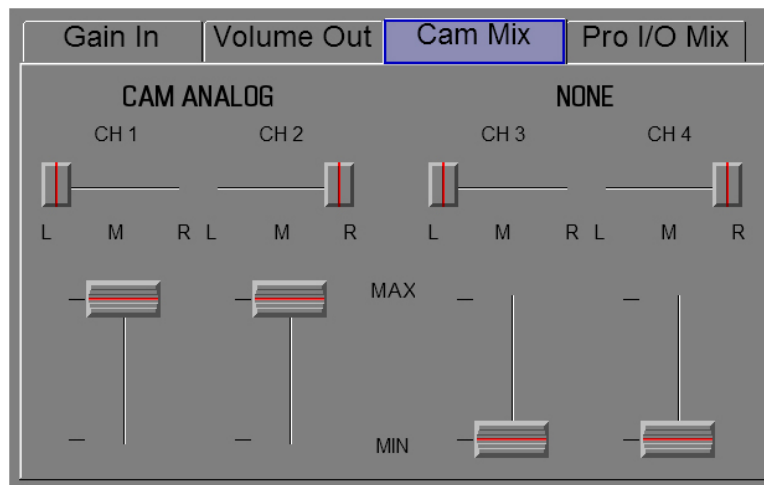 Gain In Volume Out Cam Mix Pro I/O Mix
CAM ANALOG NONE
CH 1 CH 2 CH 3 CH 4
L M R L M R L M R L M R
MAX
MIN